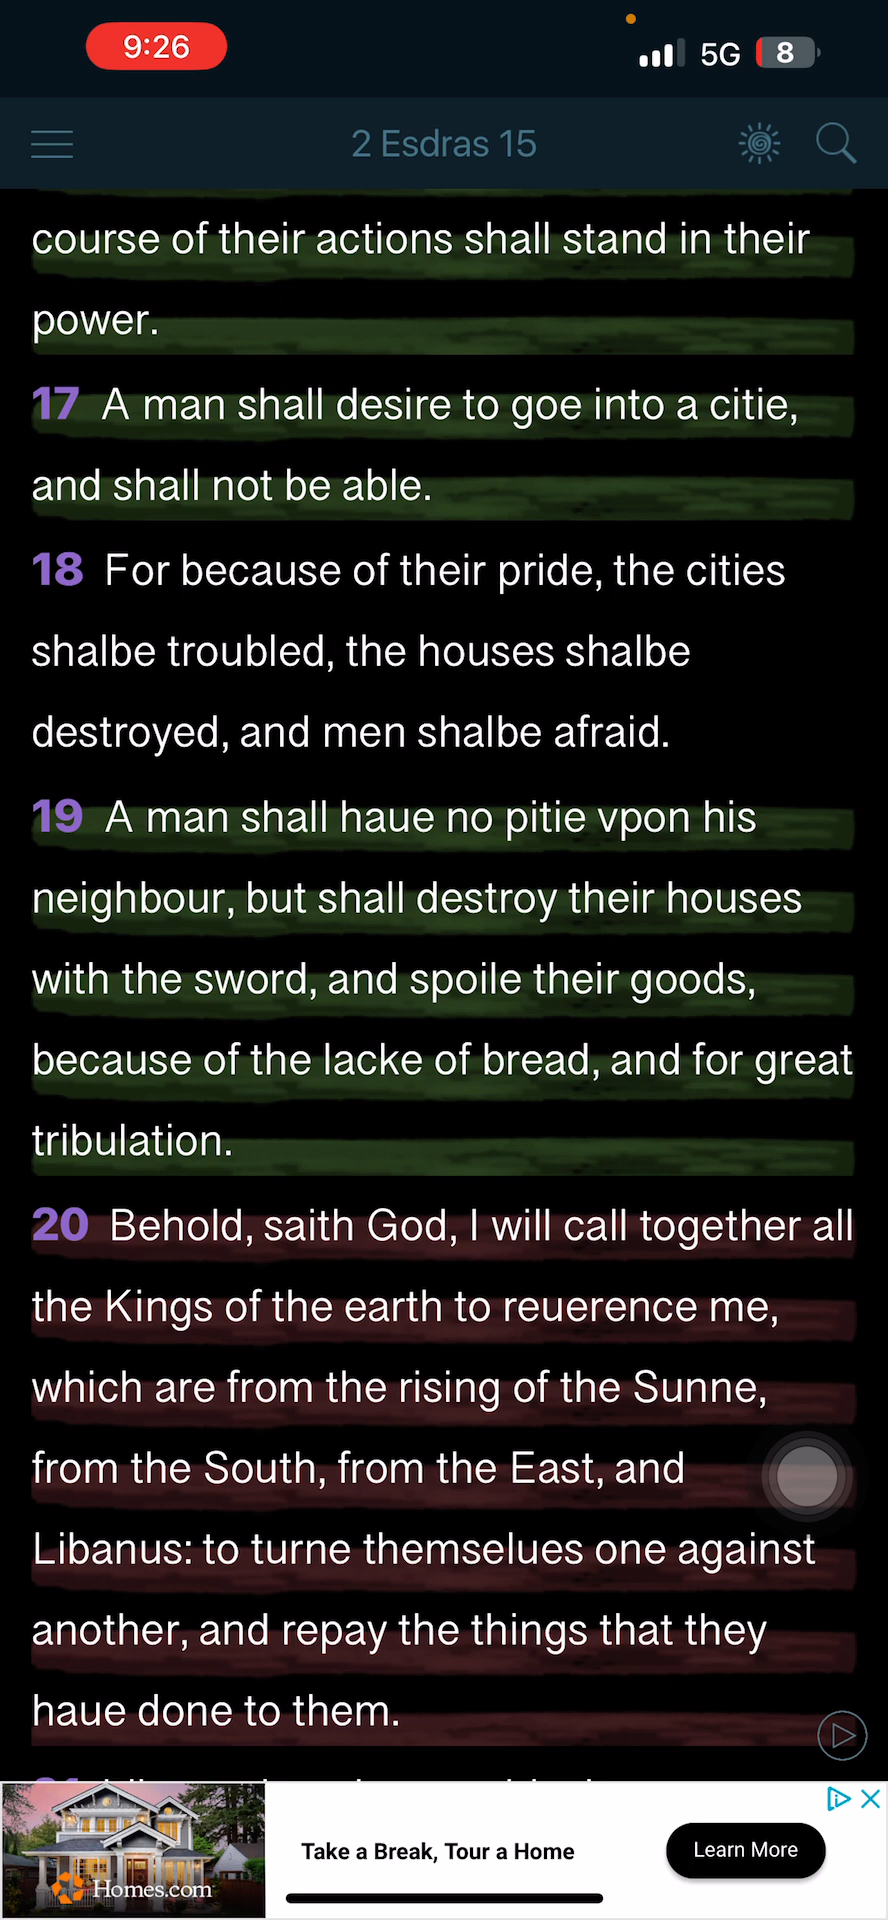 9:26
5G
8
2 Esdras 15
course of their actions shall stand in their
power.
17 A man shall desire to goe into a citie,
and shall not be able.
18 For because of their pride, the cities
shalbe troubled, the houses shalbe
destroyed, and men shalbe afraid.
19 A man shall haue no pitie vpon his
neighbour, but shall destroy their houses
with the sword, and spoile their goods,
because of the lacke of bread, and for great
tribulation.
20 Behold, saith God, I will call together all
the Kings of the earth to reuerence me,
which are from the rising of the Sunne,
from the South, from the East, and
Libanus: to turne themselues one against
another, and repay the things that they
haue done to them.
Homes.com
Take a Break, Tour a Home
Learn More